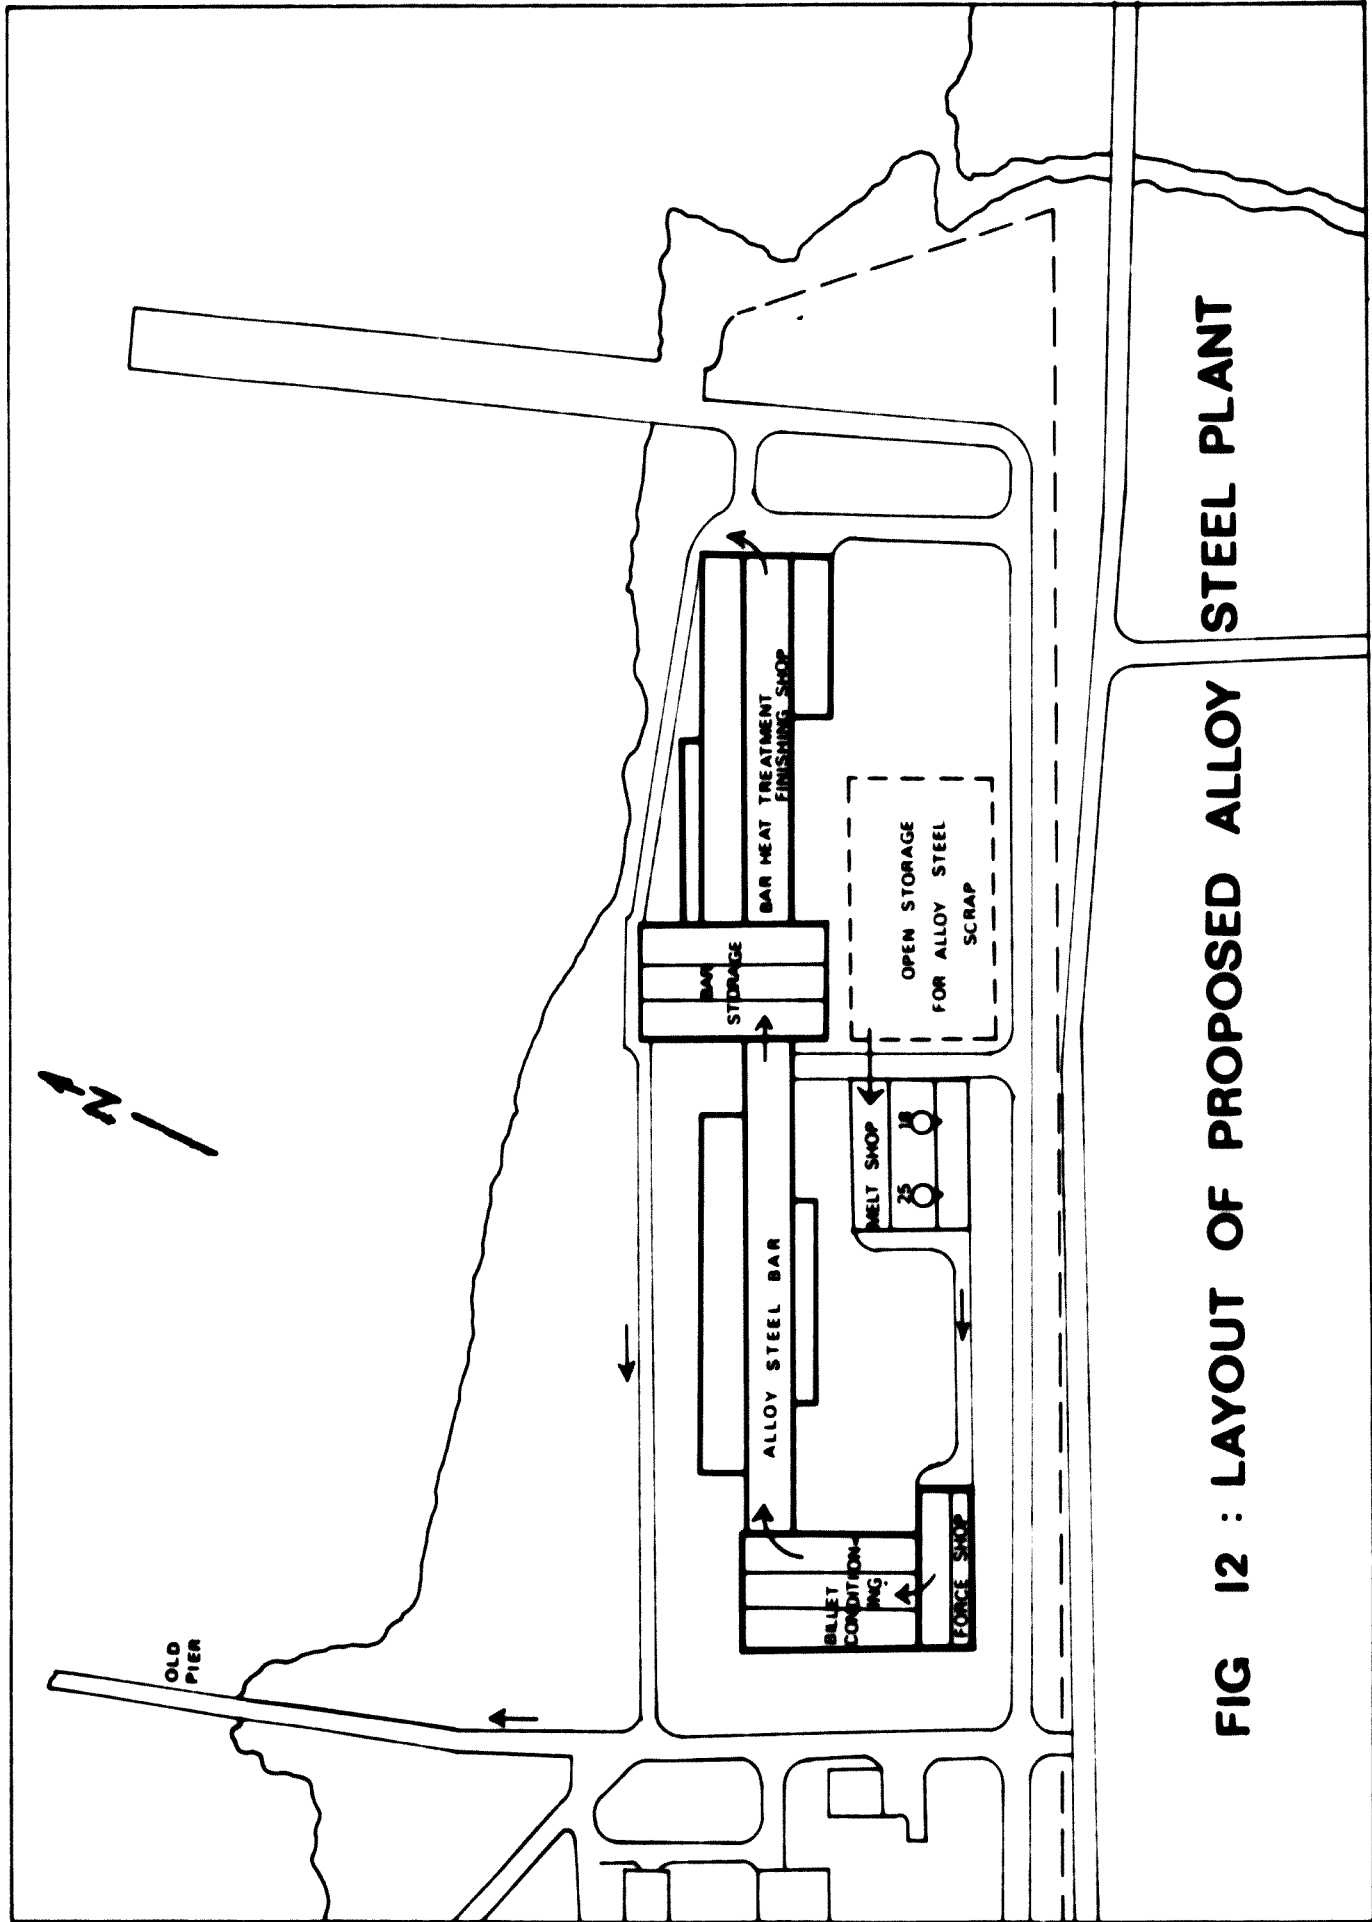 N
OLD
PIER
BAR
STORAGE
BAR HEAT TREATMENT
FINISHING SHOP
ALLOY STEEL BAR
BILLET
CONDITION-
ING.
FORGE SHOP
MELT SHOP
25
18
OPEN STORAGE
FOR ALLOY STEEL
SCRAP
FIG 12 : LAYOUT OF PROPOSED ALLOY STEEL PLANT